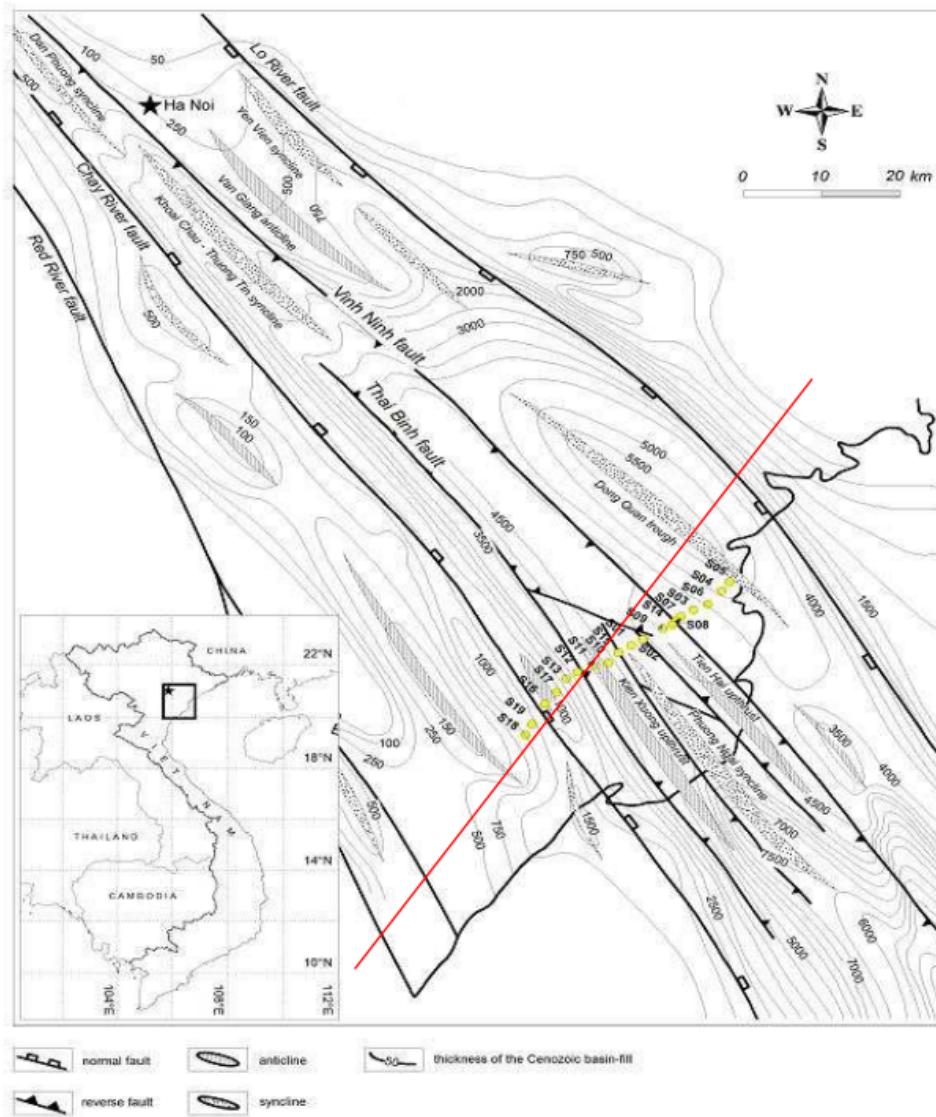 100
50
Lo River fault
Dan Phuong syncline
500
Ha Noi
250
Yen Vien syncline
N
W E
S
0 10 20 km
Van Giang anticline
500
750
Chay River fault
Khoai Chau - Thuong Tin syncline
Red River fault
750 500
500
2000
3000
Vinh Ninh fault
Thai Binh fault
150
100
5000
5500
Dong Quan trough
4500
3500
S05
S04
S06
S03
S07
S14
S08
S09
S02
S11
S12
S13
S17
S16
S19
S18
4000
1500
1000
150
250
100
250
Tien Hai upthrust
Phuong Ngai syncline
3500
4000
4500
7000
7500
500
500
750
1500
2500
5000
6000
7000
CHINA
22°N
LAOS
VIETNAM
18°N
THAILAND
14°N
CAMBODIA
10°N
104°E
108°E
112°E
normal fault
anticline
50
thickness of the Cenozoic basin-fill
reverse fault
syncline